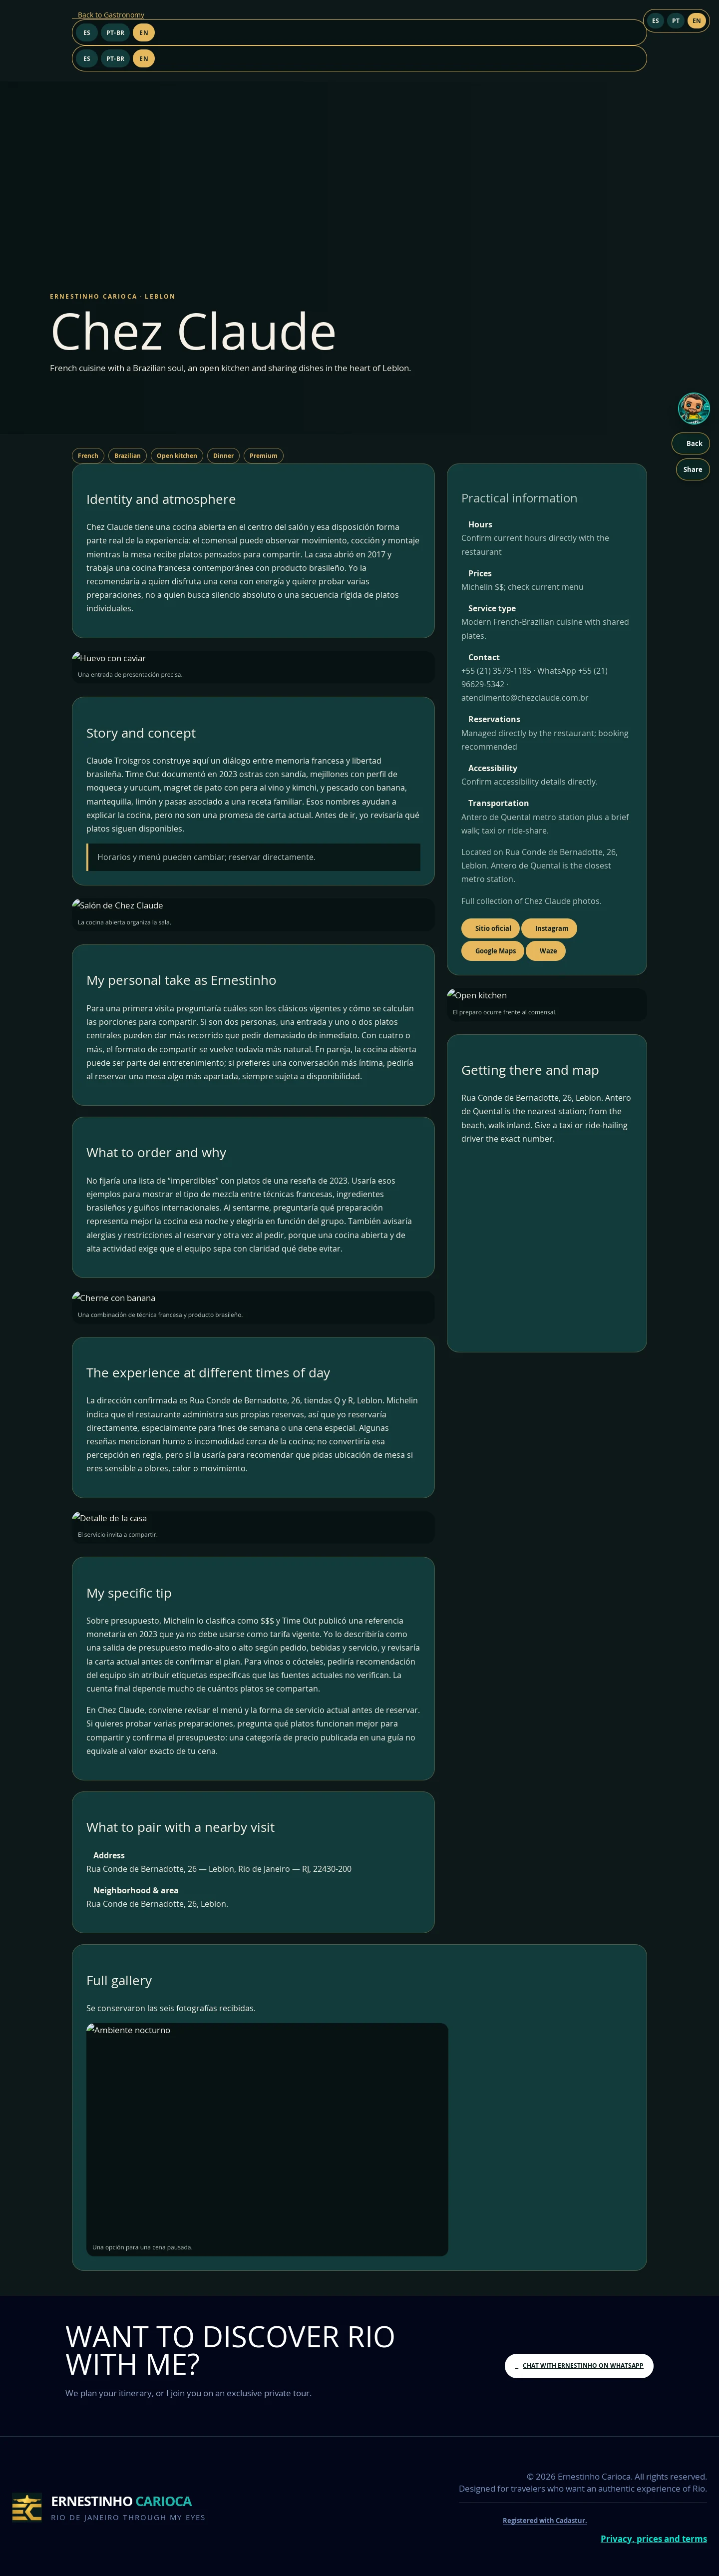 Back to Gastronomy
ES PT-BR EN
ES PT-BR EN
ES PT EN
ERNESTINHO CARIOCA · LEBLON
Chez Claude
French cuisine with a Brazilian soul, an open kitchen and sharing dishes in the heart of Leblon.
Back
Share
French Brazilian Open kitchen Dinner Premium
Identity and atmosphere
Chez Claude tiene una cocina abierta en el centro del salón y esa disposición forma
parte real de la experiencia: el comensal puede observar movimiento, cocción y montaje
mientras la mesa recibe platos pensados para compartir. La casa abrió en 2017 y
trabaja una cocina francesa contemporánea con producto brasileño. Yo la
recomendaría a quien disfruta una cena con energía y quiere probar varias
preparaciones, no a quien busca silencio absoluto o una secuencia rígida de platos
individuales.
Huevo con caviar
Una entrada de presentación precisa.
Story and concept
Claude Troisgros construye aquí un diálogo entre memoria francesa y libertad
brasileña. Time Out documentó en 2023 ostras con sandía, mejillones con perfil de
moqueca y urucum, magret de pato con pera al vino y kimchi, y pescado con banana,
mantequilla, limón y pasas asociado a una receta familiar. Esos nombres ayudan a
explicar la cocina, pero no son una promesa de carta actual. Antes de ir, yo revisaría qué
platos siguen disponibles.
Horarios y menú pueden cambiar; reservar directamente.
Salón de Chez Claude
La cocina abierta organiza la sala.
My personal take as Ernestinho
Para una primera visita preguntaría cuáles son los clásicos vigentes y cómo se calculan
las porciones para compartir. Si son dos personas, una entrada y uno o dos platos
centrales pueden dar más recorrido que pedir demasiado de inmediato. Con cuatro o
más, el formato de compartir se vuelve todavía más natural. En pareja, la cocina abierta
puede ser parte del entretenimiento; si prefieres una conversación más íntima, pediría
al reservar una mesa algo más apartada, siempre sujeta a disponibilidad.
What to order and why
No fijaría una lista de “imperdibles” con platos de una reseña de 2023. Usaría esos
ejemplos para mostrar el tipo de mezcla entre técnicas francesas, ingredientes
brasileños y guiños internacionales. Al sentarme, preguntaría qué preparación
representa mejor la cocina esa noche y elegiría en función del grupo. También avisaría
alergias y restricciones al reservar y otra vez al pedir, porque una cocina abierta y de
alta actividad exige que el equipo sepa con claridad qué debe evitar.
Cherne con banana
Una combinación de técnica francesa y producto brasileño.
The experience at different times of day
La dirección confirmada es Rua Conde de Bernadotte, 26, tiendas Q y R, Leblon. Michelin
indica que el restaurante administra sus propias reservas, así que yo reservaría
directamente, especialmente para fines de semana o una cena especial. Algunas
reseñas mencionan humo o incomodidad cerca de la cocina; no convertiría esa
percepción en regla, pero sí la usaría para recomendar que pidas ubicación de mesa si
eres sensible a olores, calor o movimiento.
Detalle de la casa
El servicio invita a compartir.
My specific tip
Sobre presupuesto, Michelin lo clasifica como $$$ y Time Out publicó una referencia
monetaria en 2023 que ya no debe usarse como tarifa vigente. Yo lo describiría como
una salida de presupuesto medio-alto o alto según pedido, bebidas y servicio, y revisaría
la carta actual antes de confirmar el plan. Para vinos o cócteles, pediría recomendación
del equipo sin atribuir etiquetas específicas que las fuentes actuales no verifican. La
cuenta final depende mucho de cuántos platos se compartan.
En Chez Claude, conviene revisar el menú y la forma de servicio actual antes de reservar.
Si quieres probar varias preparaciones, pregunta qué platos funcionan mejor para
compartir y confirma el presupuesto: una categoría de precio publicada en una guía no
equivale al valor exacto de tu cena.
What to pair with a nearby visit
Address
Rua Conde de Bernadotte, 26 — Leblon, Rio de Janeiro — RJ, 22430-200
Neighborhood & area
Rua Conde de Bernadotte, 26, Leblon.
Practical information
Hours
Confirm current hours directly with the
restaurant
Prices
Michelin $$; check current menu
Service type
Modern French-Brazilian cuisine with shared
plates.
Contact
+55 (21) 3579-1185 · WhatsApp +55 (21)
96629-5342 ·
atendimento@chezclaude.com.br
Reservations
Managed directly by the restaurant; booking
recommended
Accessibility
Confirm accessibility details directly.
Transportation
Antero de Quental metro station plus a brief
walk; taxi or ride-share.
Located on Rua Conde de Bernadotte, 26,
Leblon. Antero de Quental is the closest
metro station.
Full collection of Chez Claude photos.
Sitio oficial Instagram
Google Maps Waze
Open kitchen
El preparo ocurre frente al comensal.
Getting there and map
Rua Conde de Bernadotte, 26, Leblon. Antero
de Quental is the nearest station; from the
beach, walk inland. Give a taxi or ride-hailing
driver the exact number.
Full gallery
Se conservaron las seis fotografías recibidas.
Ambiente nocturno
Una opción para una cena pausada.
WANT TO DISCOVER RIO
WITH ME?
We plan your itinerary, or I join you on an exclusive private tour.
CHAT WITH ERNESTINHO ON WHATSAPP
ERNESTINHO CARIOCA
RIO DE JANEIRO THROUGH MY EYES
© 2026 Ernestinho Carioca. All rights reserved.
Designed for travelers who want an authentic experience of Rio.
Registered with Cadastur.
Privacy, prices and terms